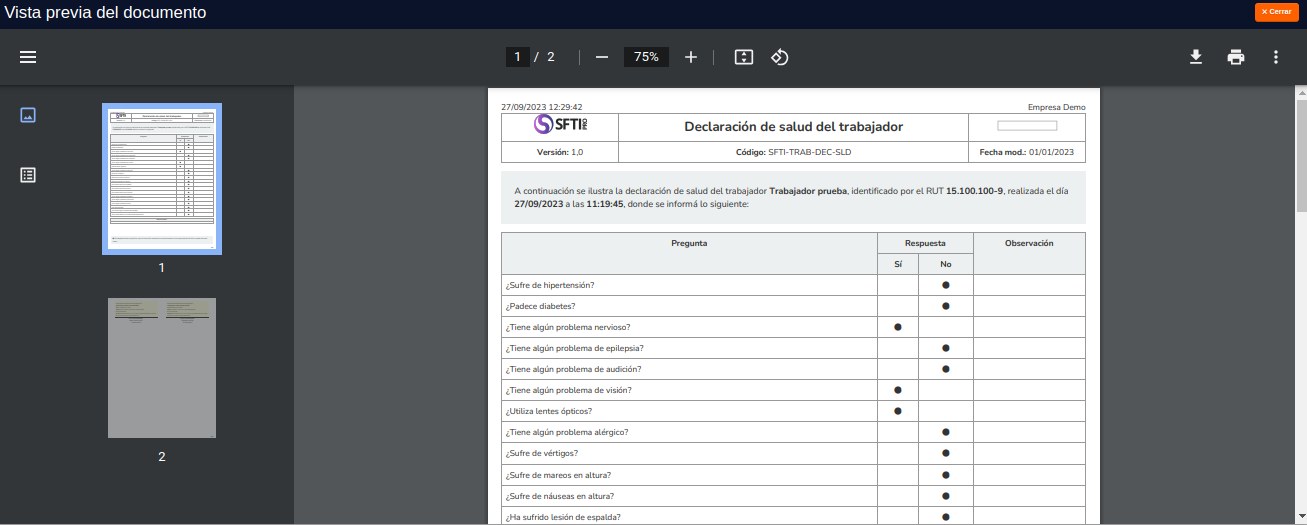 Vista previa del documento
× Cerrar
1 / 2
75%
1
2
27/09/2023 12:29:42
Empresa Demo
SFTI PRO
Declaración de salud del trabajador
Versión: 1,0
Código: SFTI-TRAB-DEC-SLD
Fecha mod.: 01/01/2023
A continuación se ilustra la declaración de salud del trabajador Trabajador prueba, identificado por el RUT 15.100.100-9, realizada el día
27/09/2023 a las 11:19:45, donde se informá lo siguiente:
Pregunta
Respuesta
Observación
Sí
No
¿Sufre de hipertensión?
¿Padece diabetes?
¿Tiene algún problema nervioso?
¿Tiene algún problema de epilepsia?
¿Tiene algún problema de audición?
¿Tiene algún problema de visión?
¿Utiliza lentes ópticos?
¿Tiene algún problema alérgico?
¿Sufre de vértigos?
¿Sufre de mareos en altura?
¿Sufre de náuseas en altura?
¿Ha sufrido lesión de espalda?